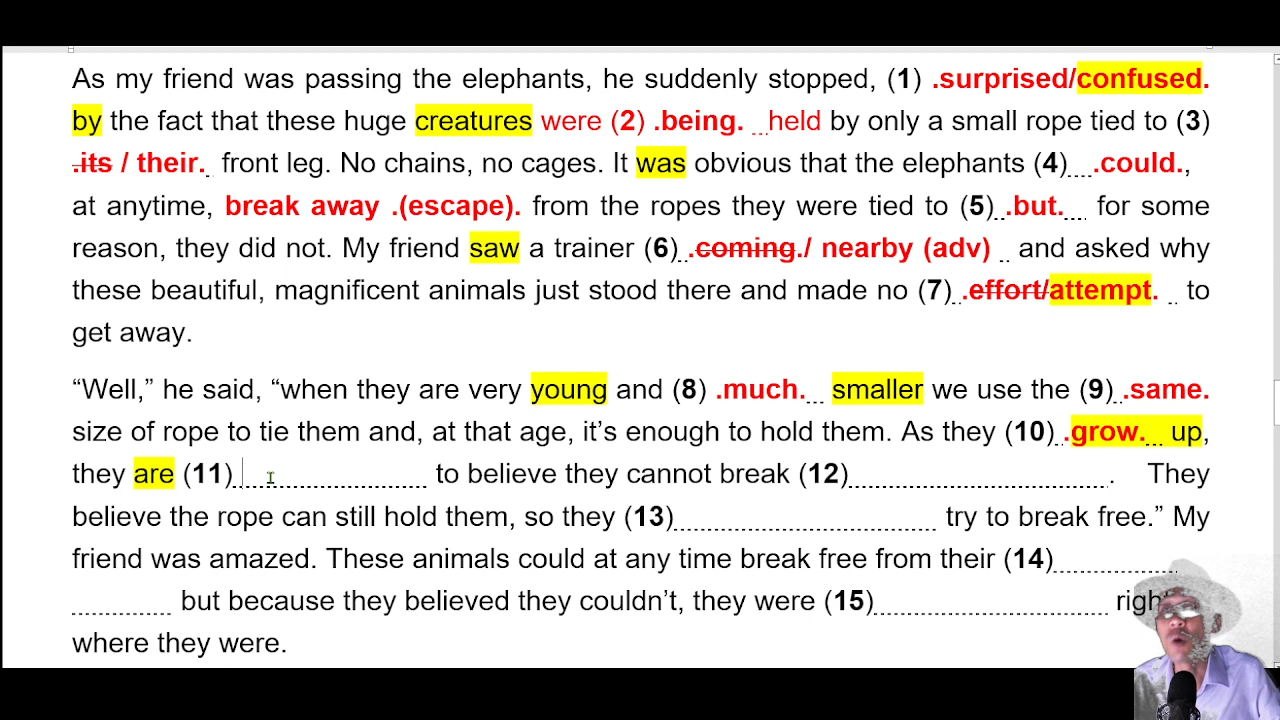 As my friend was passing the elephants, he suddenly stopped, (1) .surprised/confused.
by the fact that these huge creatures were (2) .being. held by only a small rope tied to (3)
.its / their. front leg. No chains, no cages. It was obvious that the elephants (4) .could.,
at anytime, break away .(escape). from the ropes they were tied to (5) .but. for some
reason, they did not. My friend saw a trainer (6) .coming./ nearby (adv) and asked why
these beautiful, magnificent animals just stood there and made no (7) .effort/attempt. to
get away.
“Well,” he said, “when they are very young and (8) .much. smaller we use the (9) .same.
size of rope to tie them and, at that age, it’s enough to hold them. As they (10) .grow. up,
they are (11) to believe they cannot break (12) . They
believe the rope can still hold them, so they (13) try to break free.” My
friend was amazed. These animals could at any time break free from their (14)
but because they believed they couldn’t, they were (15)
where they were.